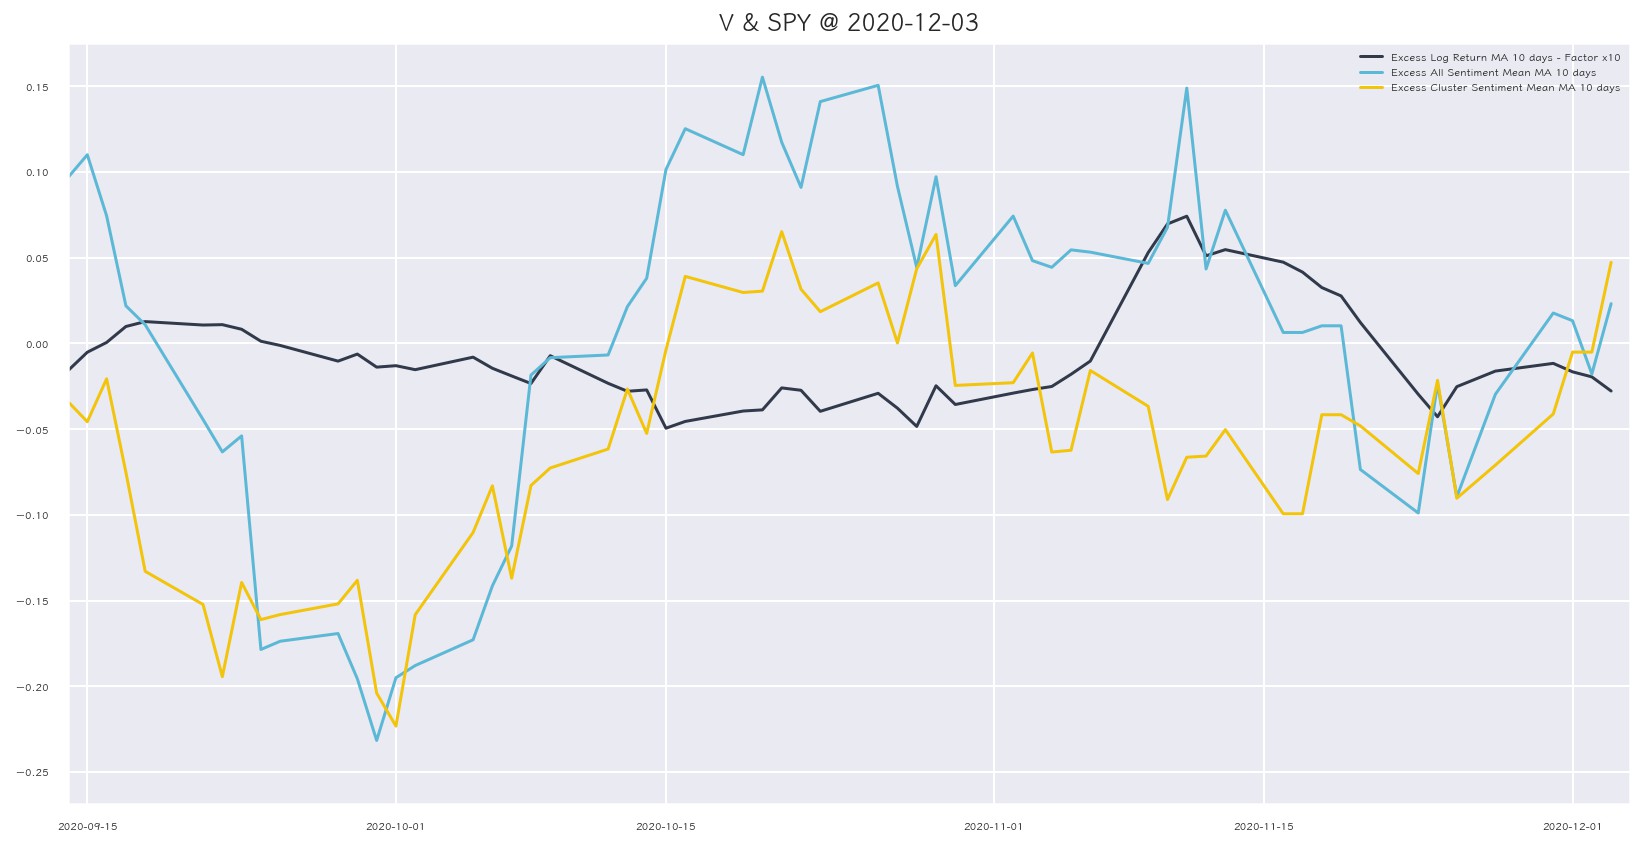 V & SPY @ 2020-12-03
Excess Log Return MA 10 days - Factor x10
Excess All Sentiment Mean MA 10 days
Excess Cluster Sentiment Mean MA 10 days
0.15
0.10
0.05
0.00
−0.05
−0.10
−0.15
−0.20
−0.25
2020-09-15 2020-10-01 2020-10-15 2020-11-01 2020-11-15 2020-12-01